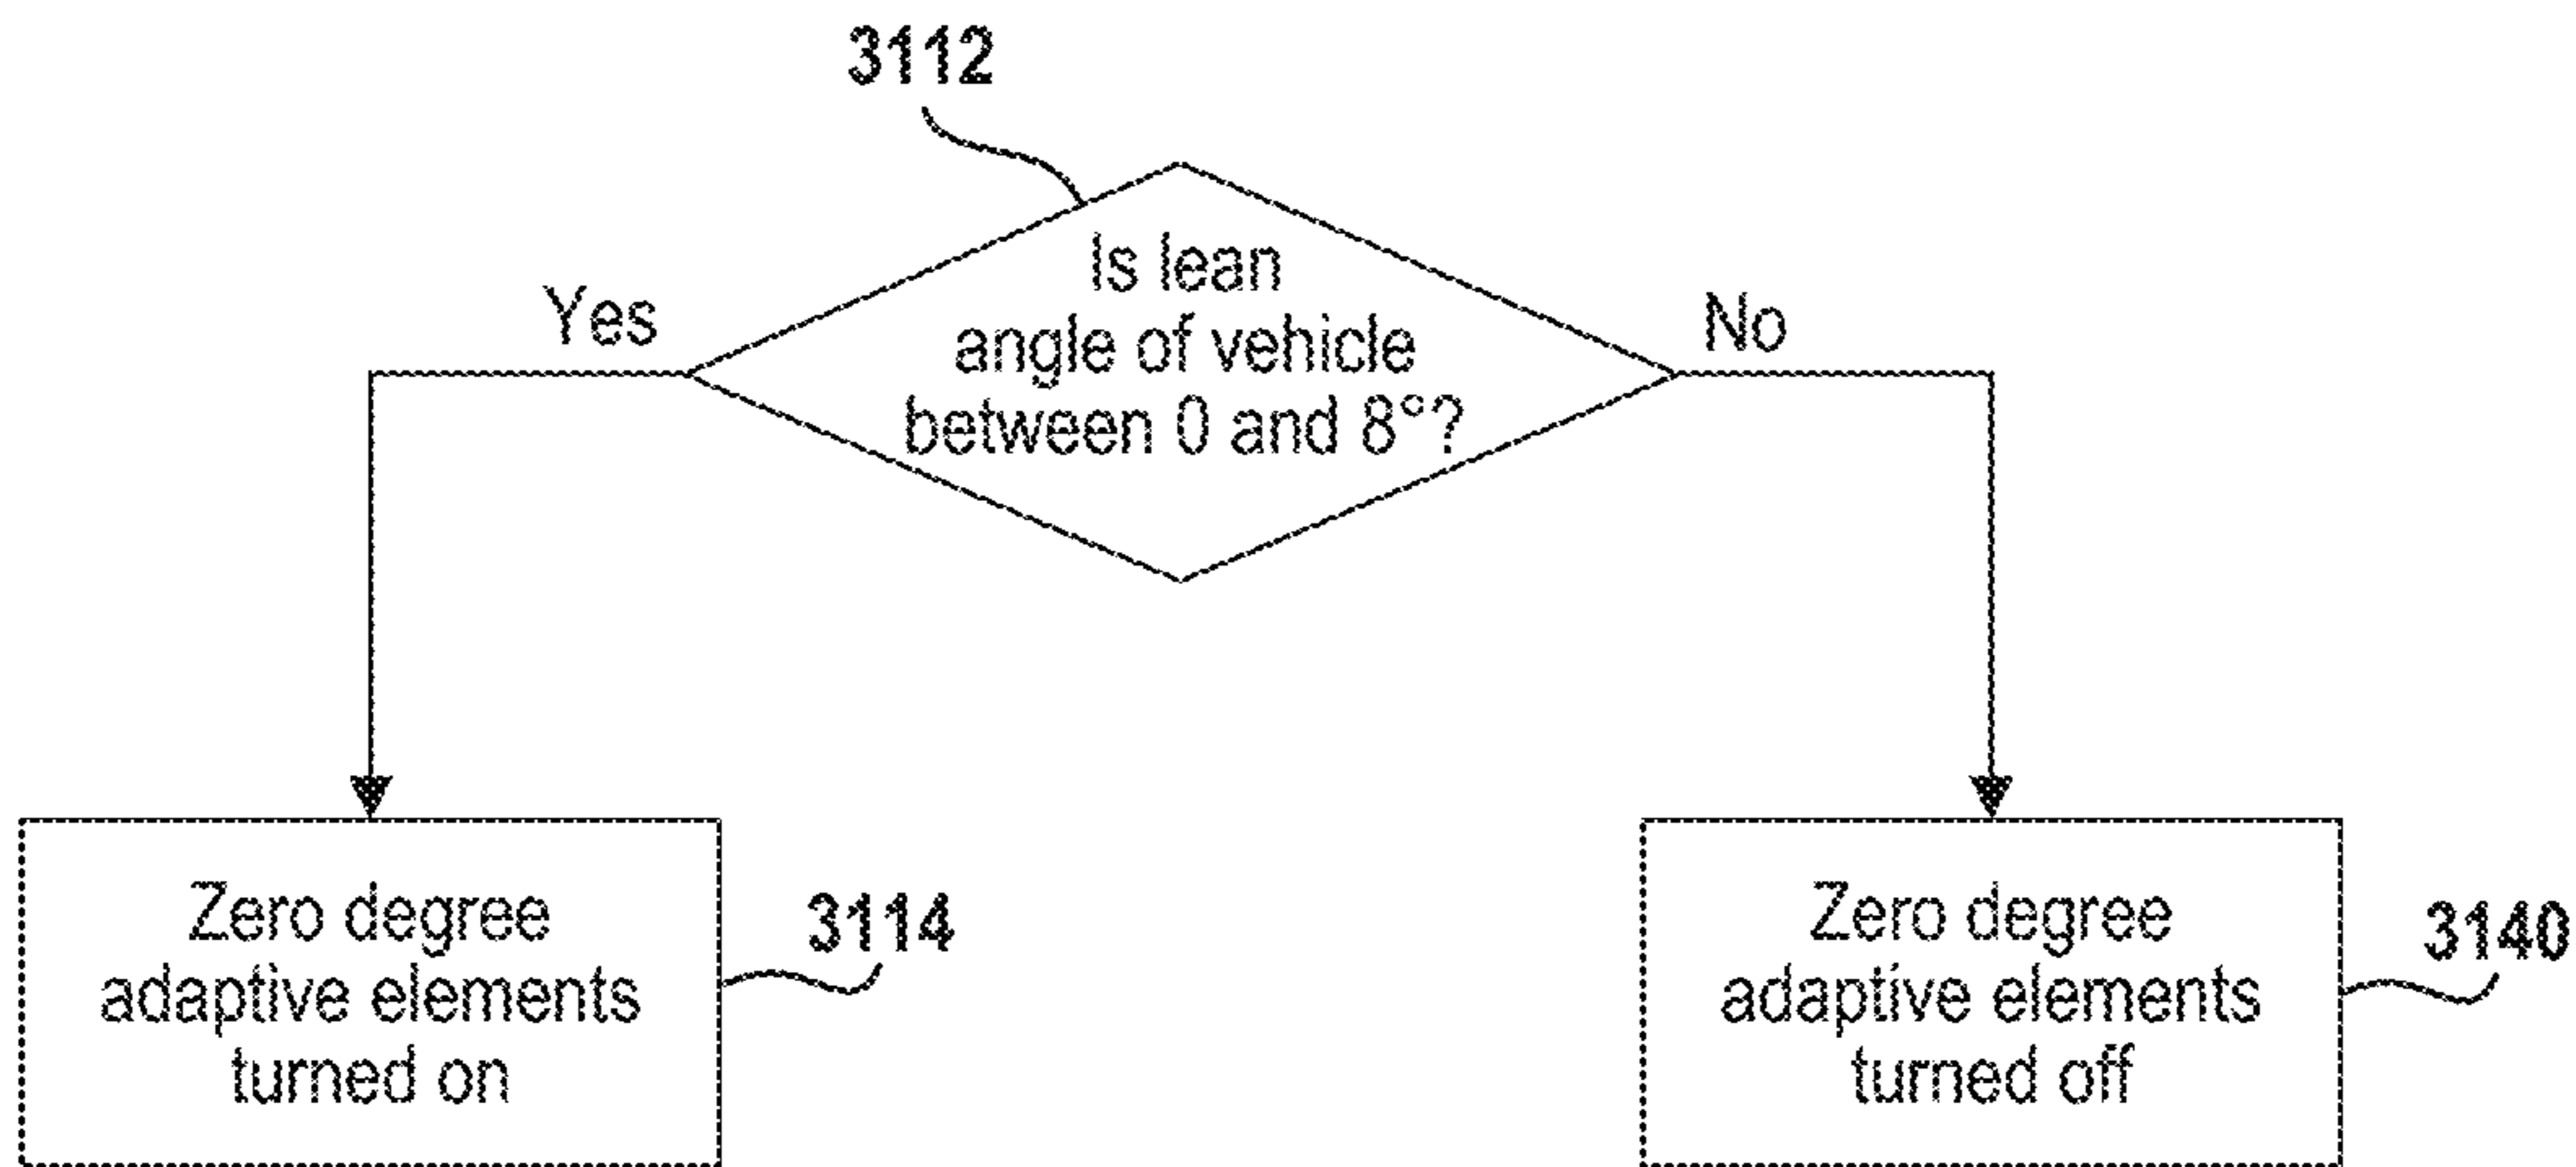 3112
Is lean
angle of vehicle
between 0 and 8°?
Yes
No
Zero degree
adaptive elements
turned on
3114
Zero degree
adaptive elements
turned off
3140